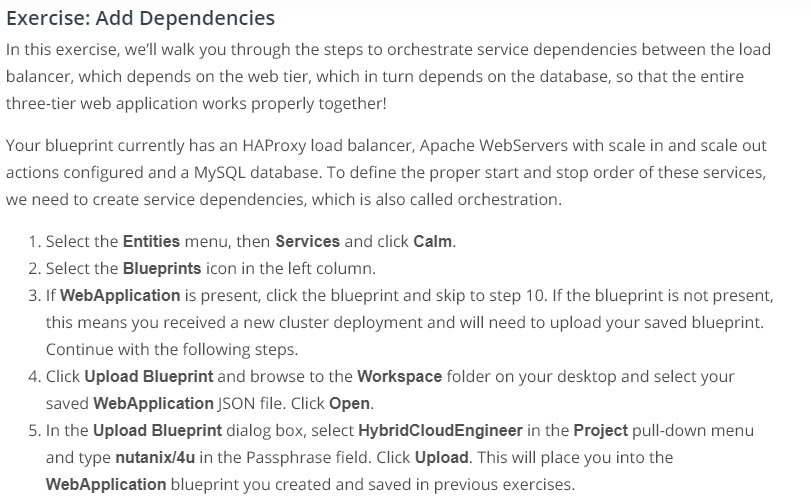 Exercise: Add Dependencies
In this exercise, we'll walk you through the steps to orchestrate service dependencies between the load
balancer, which depends on the web tier, which in turn depends on the database, so that the entire
three-tier web application works properly together!
Your blueprint currently has an HAProxy load balancer, Apache WebServers with scale in and scale out
actions configured and a MySQL database. To define the proper start and stop order of these services,
we need to create service dependencies, which is also called orchestration.
1. Select the Entities menu, then Services and click Calm.
2. Select the Blueprints icon in the left column.
3. If WebApplication is present, click the blueprint and skip to step 10. If the blueprint is not present,
this means you received a new cluster deployment and will need to upload your saved blueprint.
Continue with the following steps.
4. Click Upload Blueprint and browse to the Workspace folder on your desktop and select your
saved WebApplication JSON file. Click Open.
5. In the Upload Blueprint dialog box, select HybridCloudEngineer in the Project pull-down menu
and type nutanix/4u in the Passphrase field. Click Upload. This will place you into the
WebApplication blueprint you created and saved in previous exercises.